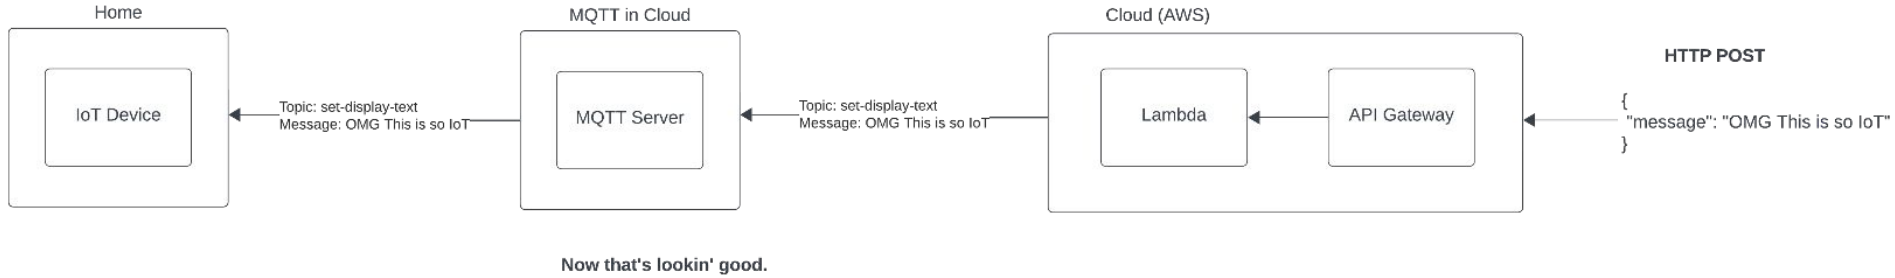 Home
MQTT in Cloud
Cloud (AWS)
HTTP POST
IoT Device
Topic: set-display-text
Message: OMG This is so IoT
MQTT Server
Topic: set-display-text
Message: OMG This is so IoT
Lambda
API Gateway
{
"message": "OMG This is so IoT"
}
Now that's lookin' good.